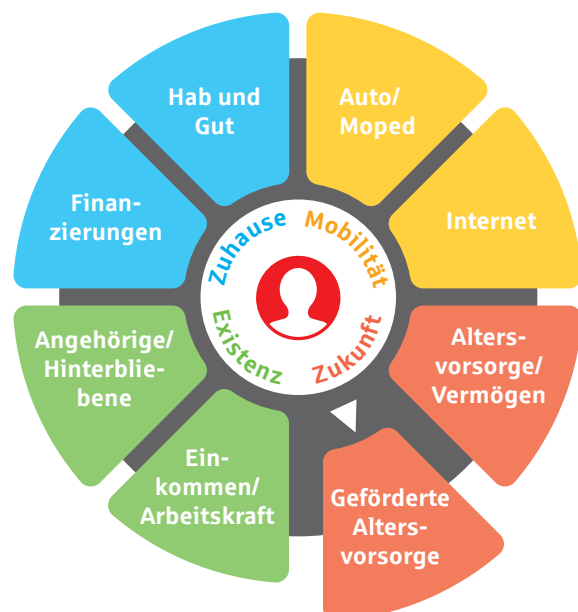 Hab und
Gut
Auto/
Moped
Finan-
zierungen
Internet
Zuhause
Mobilität
Existenz
Zukunft
Angehörige/
Hinterblie-
bene
Alters-
vorsorge/
Vermögen
Ein-
kommen/
Arbeitskraft
Geförderte
Alters-
vorsorge